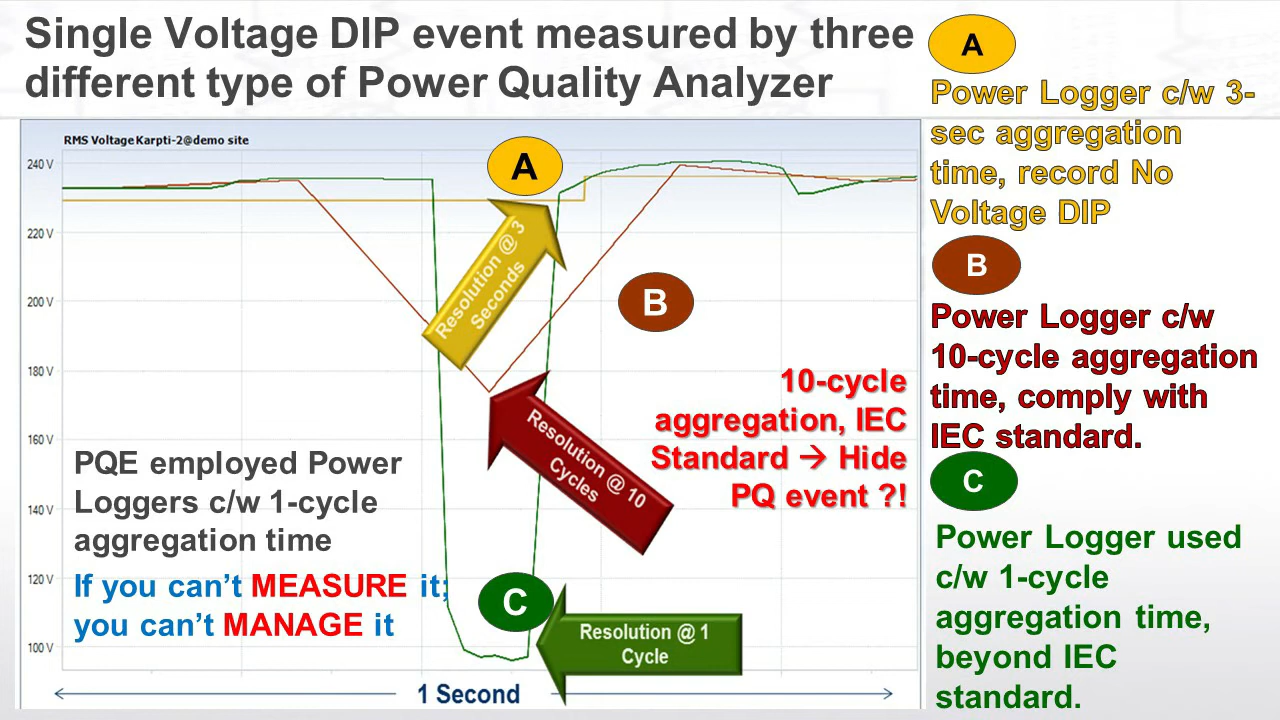 Single Voltage DIP event measured by three
different type of Power Quality Analyzer
A
Power Logger c/w 3-
sec aggregation
time, record No
Voltage DIP
B
Power Logger c/w
10-cycle aggregation
time, comply with
IEC standard.
C
Power Logger used
c/w 1-cycle
aggregation time,
beyond IEC
standard.
RMS Voltage Karpti-2@demo site
240 V
220 V
200 V
180 V
160 V
140 V
120 V
100 V
A
Resolution @ 3
Seconds
B
Resolution @ 10
Cycles
10-cycle
aggregation, IEC
Standard → Hide
PQ event ?!
PQE employed Power
Loggers c/w 1-cycle
aggregation time
If you can’t MEASURE it;
you can’t MANAGE it
C
Resolution @ 1
Cycle
1 Second